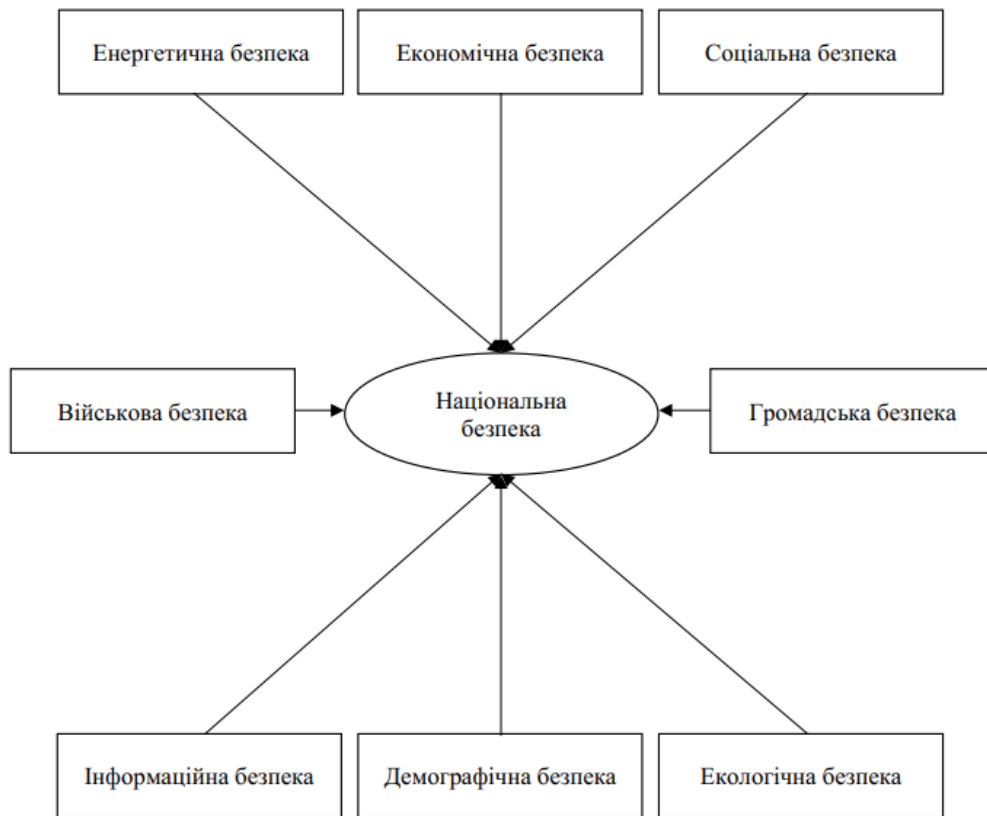 Енергетична безпека
Економічна безпека
Соціальна безпека
Військова безпека
Національна
безпека
Громадська безпека
Інформаційна безпека
Демографічна безпека
Екологічна безпека